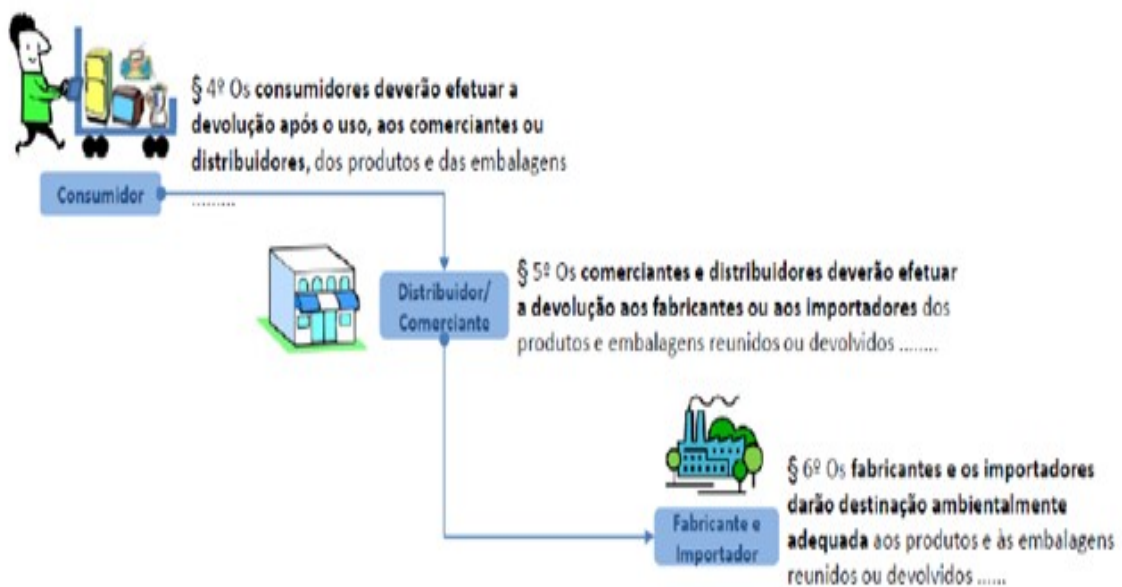 § 4º Os consumidores deverão efetuar a
devolução após o uso, aos comerciantes ou
distribuidores, dos produtos e das embalagens
.........
Consumidor
§ 5º Os comerciantes e distribuidores deverão efetuar
a devolução aos fabricantes ou aos importadores dos
produtos e embalagens reunidos ou devolvidos ........
Distribuidor/
Comerciante
§ 6º Os fabricantes e os importadores
darão destinação ambientalmente
adequada aos produtos e às embalagens
reunidos ou devolvidos ......
Fabricante e
Importador